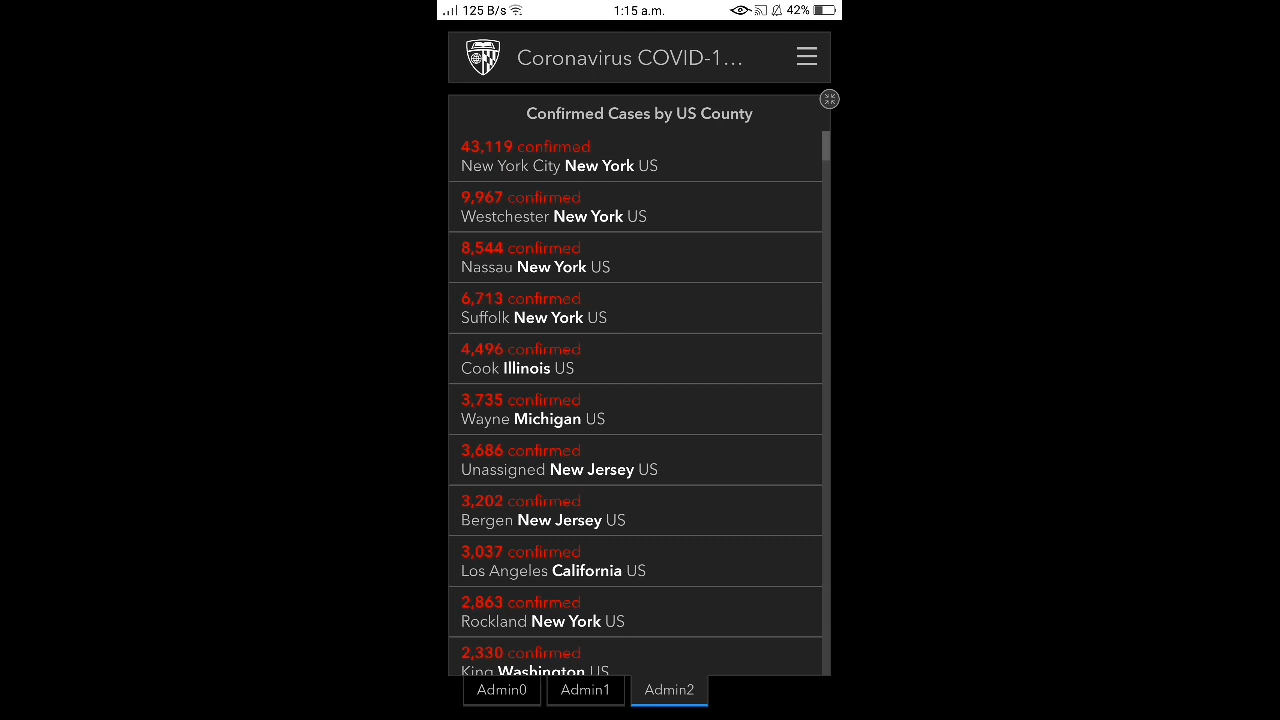 125 B/s 1:15 a.m. 42%
Coronavirus COVID-1...
Confirmed Cases by US County
43,119 confirmed
New York City New York US
9,967 confirmed
Westchester New York US
8,544 confirmed
Nassau New York US
6,713 confirmed
Suffolk New York US
4,496 confirmed
Cook Illinois US
3,735 confirmed
Wayne Michigan US
3,686 confirmed
Unassigned New Jersey US
3,202 confirmed
Bergen New Jersey US
3,037 confirmed
Los Angeles California US
2,863 confirmed
Rockland New York US
2,330 confirmed
King Washington US
Admin0 Admin1 Admin2